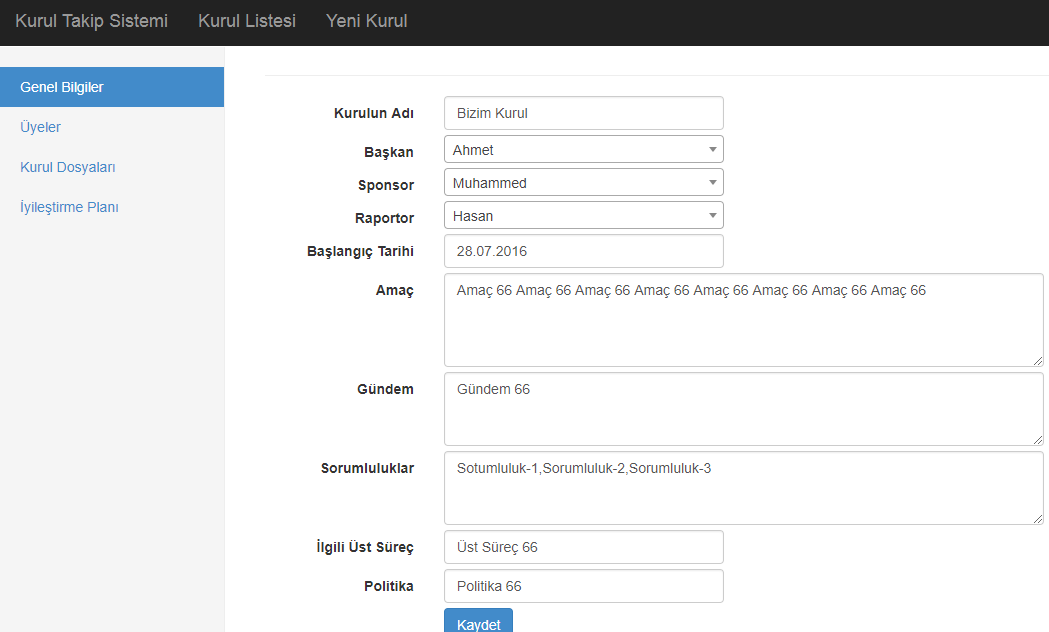 Kurul Takip Sistemi Kurul Listesi Yeni Kurul
Genel Bilgiler
Üyeler
Kurul Dosyaları
İyileştirme Planı
Kurulun Adı Bizim Kurul
Başkan Ahmet
Sponsor Muhammed
Raportor Hasan
Başlangıç Tarihi 28.07.2016
Amaç Amaç 66 Amaç 66 Amaç 66 Amaç 66 Amaç 66 Amaç 66 Amaç 66 Amaç 66
Gündem Gündem 66
Sorumluluklar Sotumluluk-1,Sorumluluk-2,Sorumluluk-3
İlgili Üst Süreç Üst Süreç 66
Politika Politika 66
Kaydet